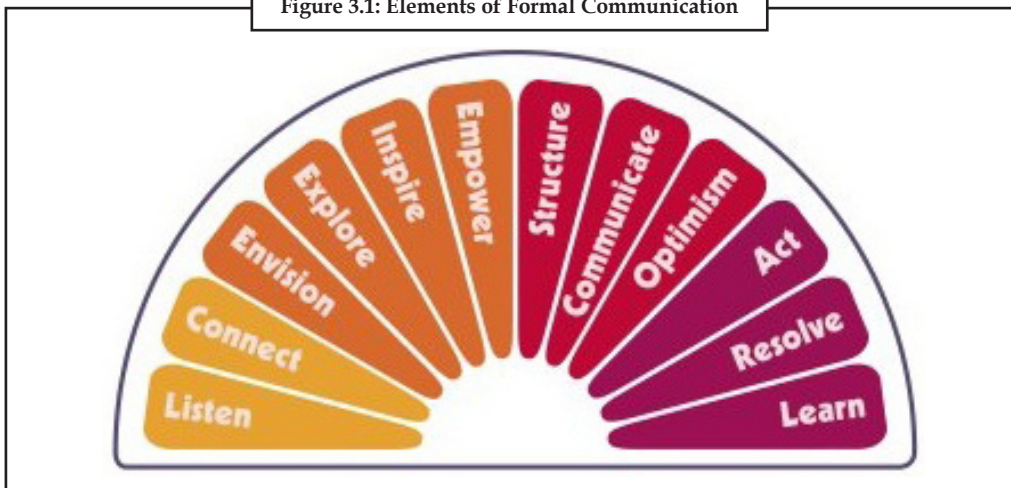 Figure 3.1: Elements of Formal Communication
Listen
Connect
Envision
Explore
Inspire
Empower
Structure
Communicate
Optimism
Act
Resolve
Learn